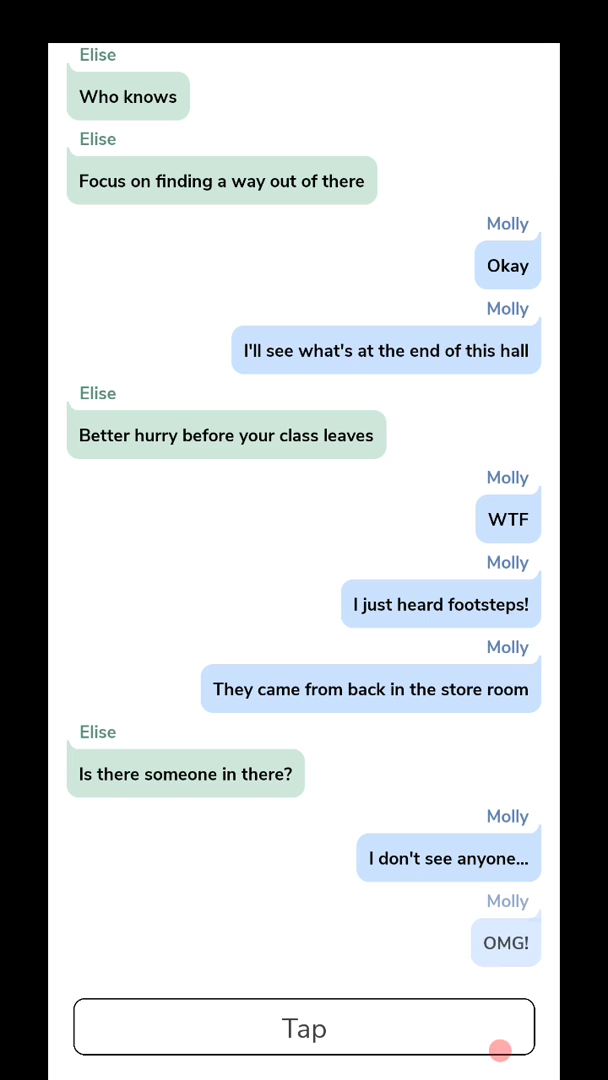 Elise
Who knows
Elise
Focus on finding a way out of there
Molly
Okay
Molly
I'll see what's at the end of this hall
Elise
Better hurry before your class leaves
Molly
WTF
Molly
I just heard footsteps!
Molly
They came from back in the store room
Elise
Is there someone in there?
Molly
I don't see anyone...
Molly
OMG!
Tap